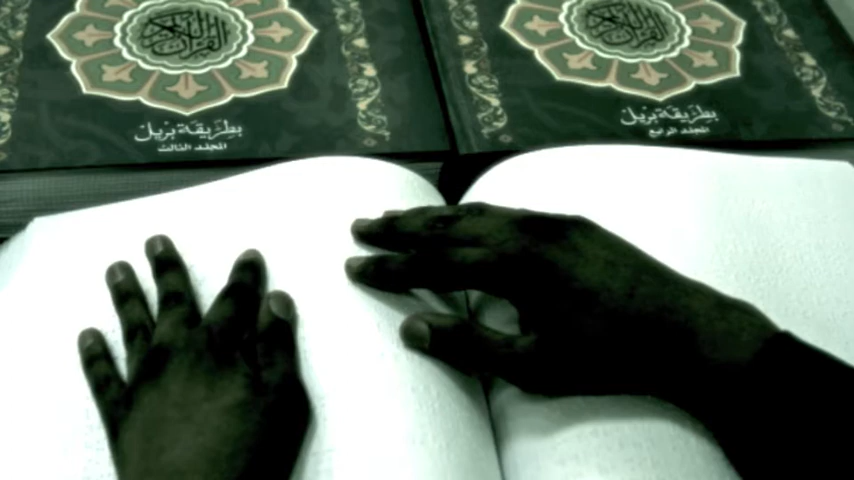 القرآن الكريم
بطريقة بريل
المجلد الثالث
القرآن الكريم
بطريقة بريل
المجلد الرابع